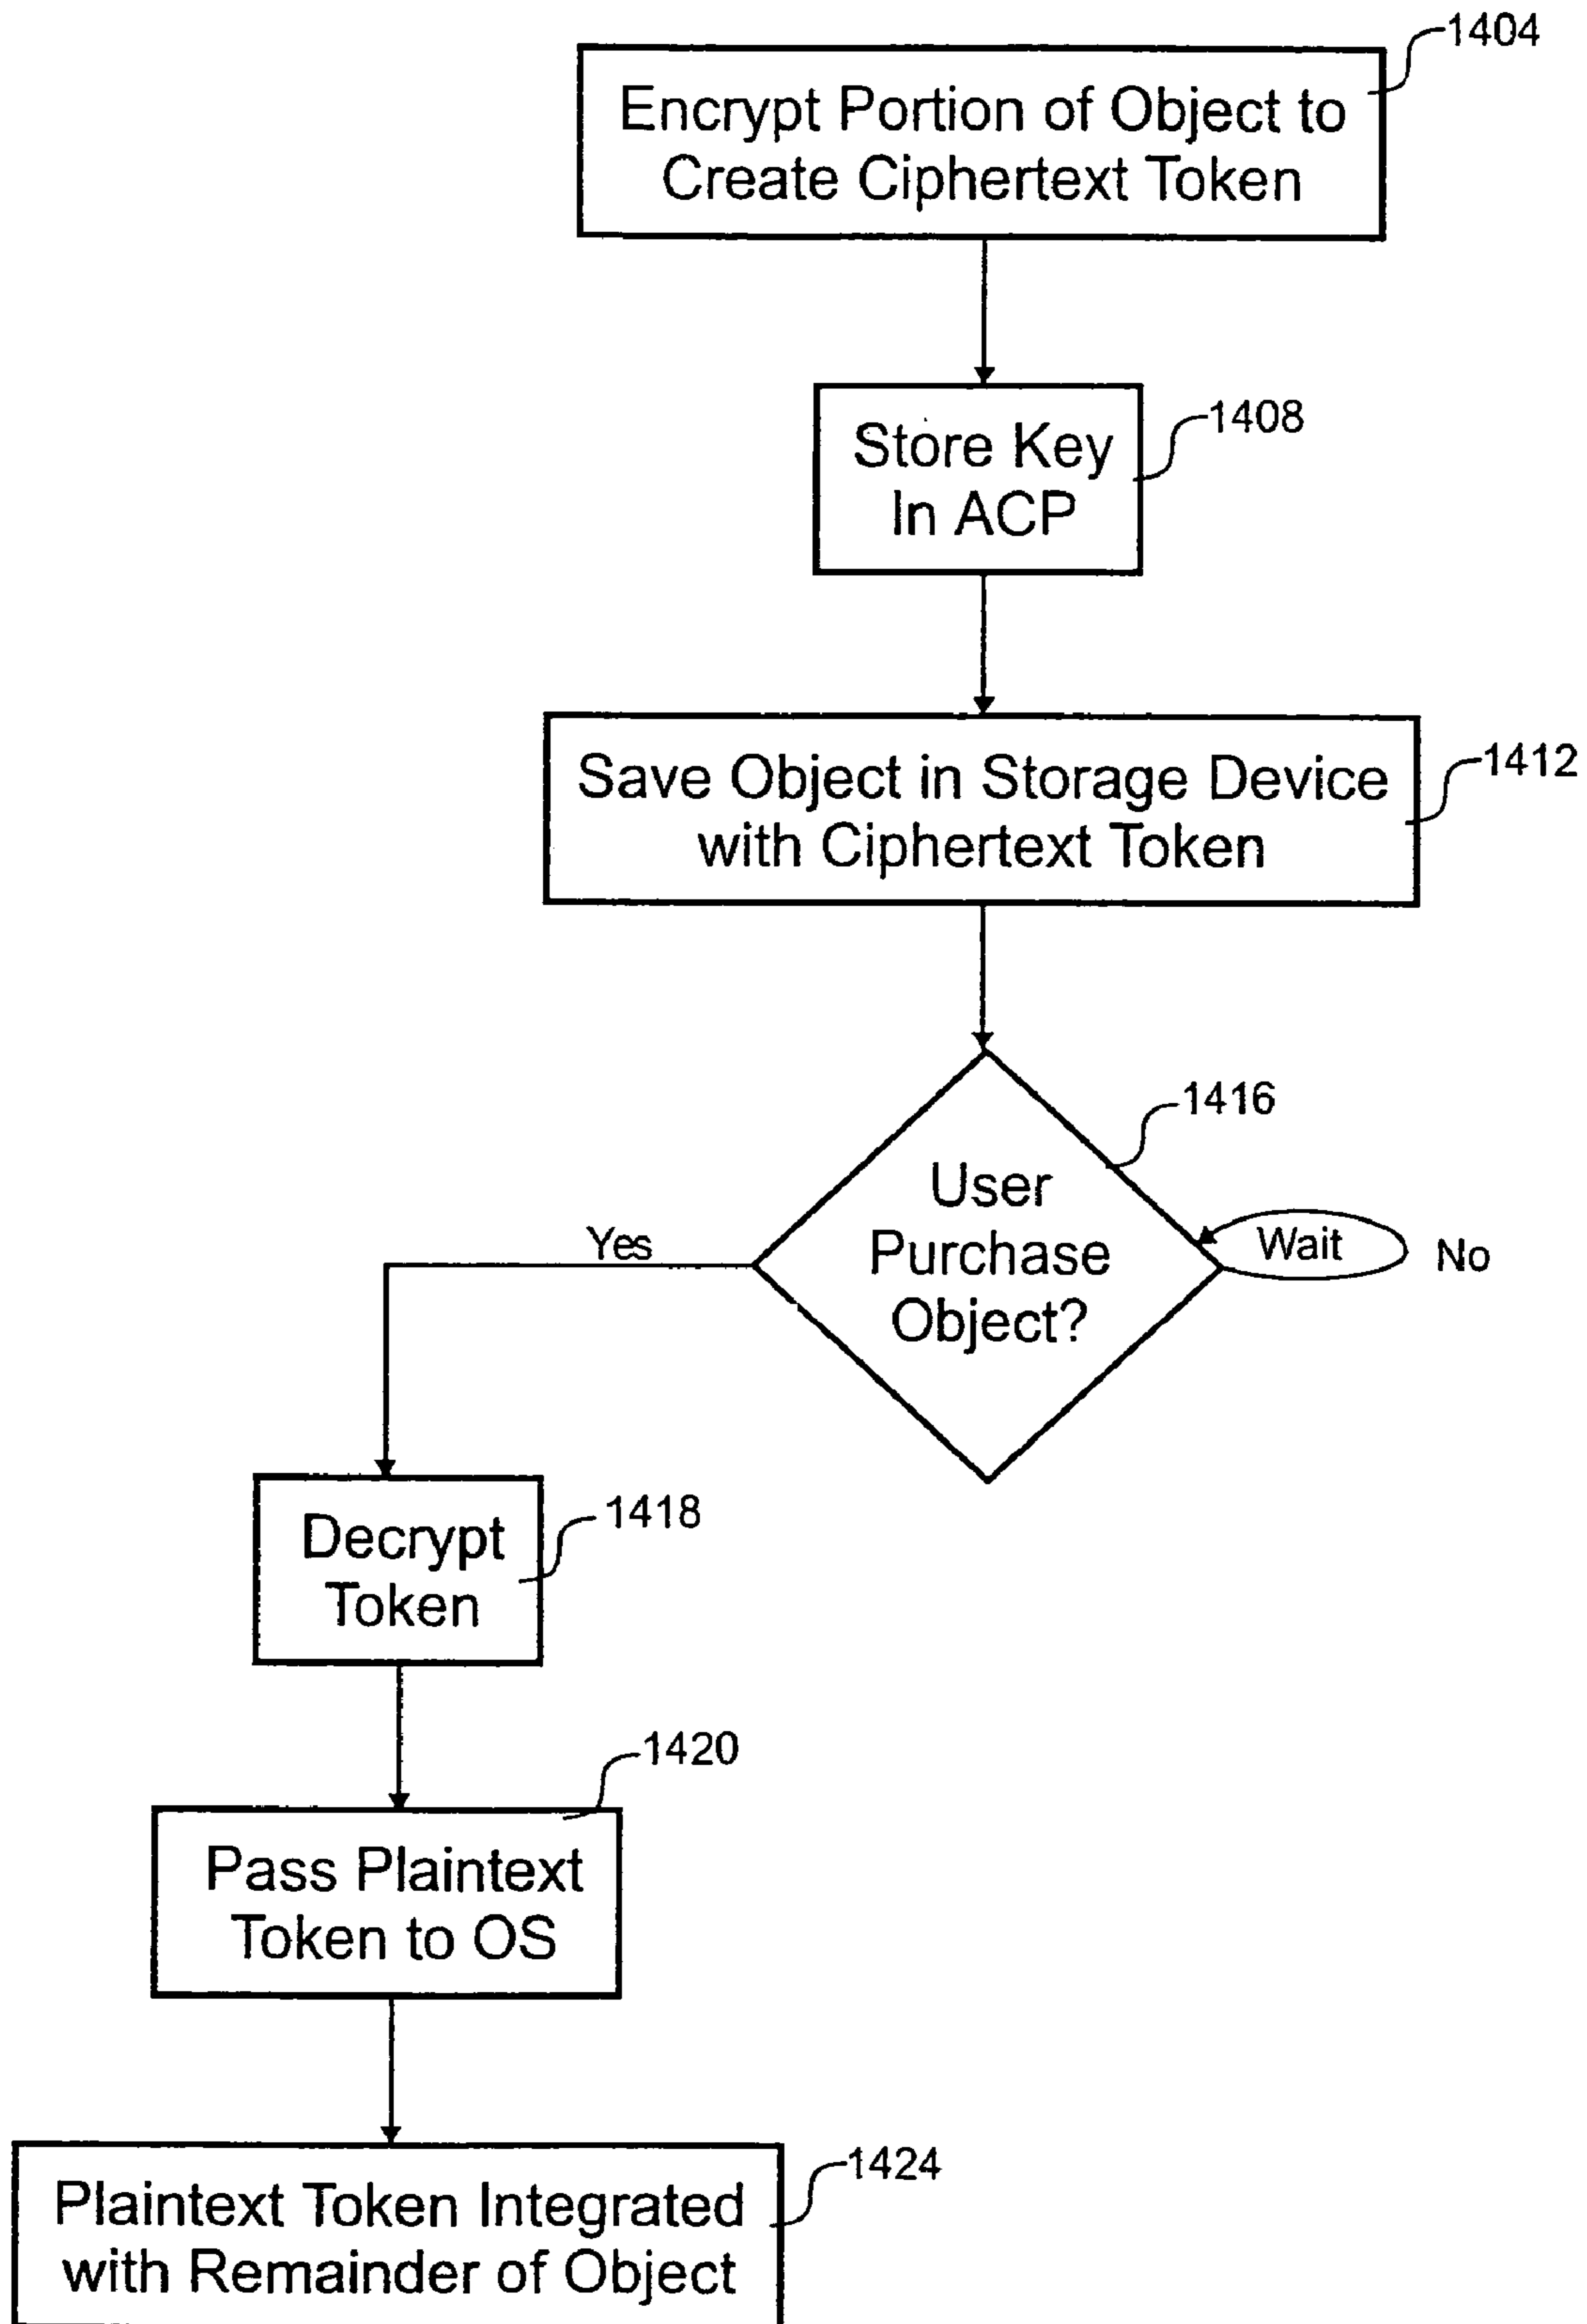 1404
Encrypt Portion of Object to
Create Ciphertext Token
1408
Store Key
In ACP
1412
Save Object in Storage Device
with Ciphertext Token
1416
User
Purchase
Object?
Yes
Wait
No
1418
Decrypt
Token
1420
Pass Plaintext
Token to OS
1424
Plaintext Token Integrated
with Remainder of Object